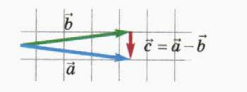 b⃗
c⃗ = a⃗ − b⃗
a⃗